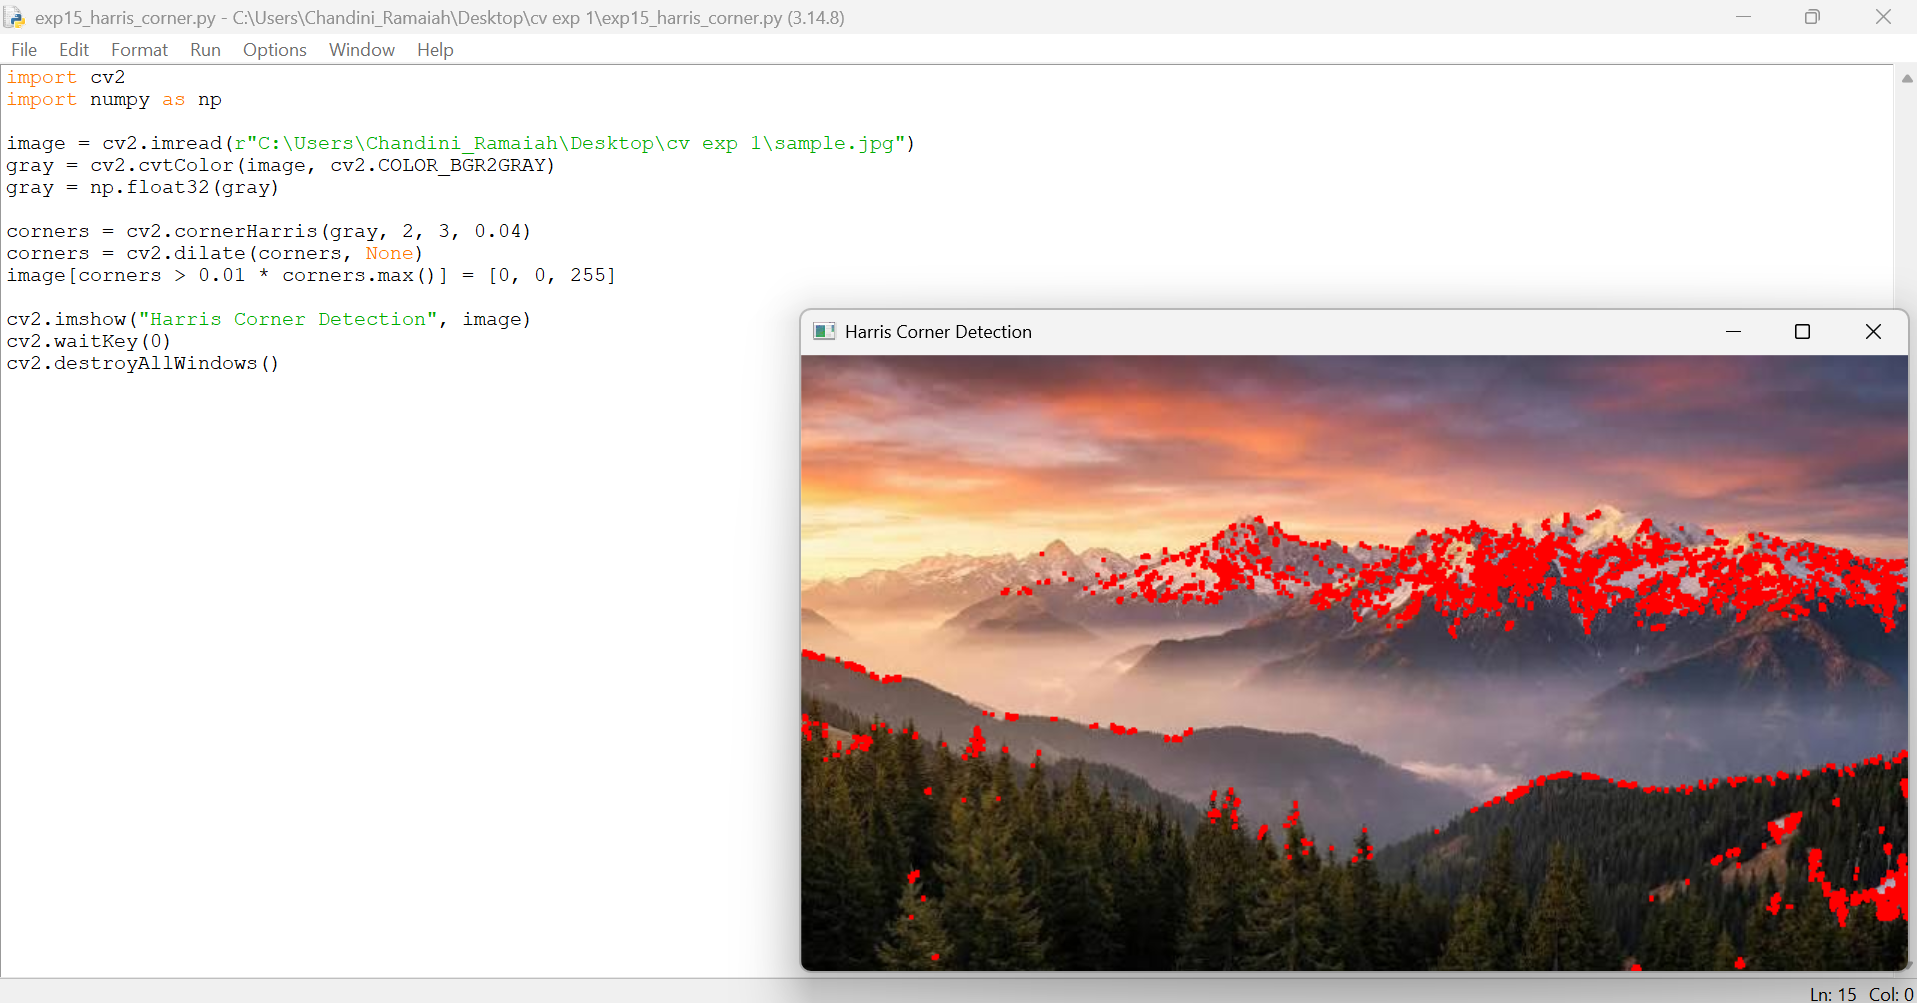 exp15_harris_corner.py - C:\Users\Chandini_Ramaiah\Desktop\cv exp 1\exp15_harris_corner.py (3.14.8)
File Edit Format Run Options Window Help
import cv2
import numpy as np
image = cv2.imread(r"C:\Users\Chandini_Ramaiah\Desktop\cv exp 1\sample.jpg")
gray = cv2.cvtColor(image, cv2.COLOR_BGR2GRAY)
gray = np.float32(gray)
corners = cv2.cornerHarris(gray, 2, 3, 0.04)
corners = cv2.dilate(corners, None)
image[corners > 0.01 * corners.max()] = [0, 0, 255]
cv2.imshow("Harris Corner Detection", image)
cv2.waitKey(0)
cv2.destroyAllWindows()
Harris Corner Detection
Ln: 15 Col: 0